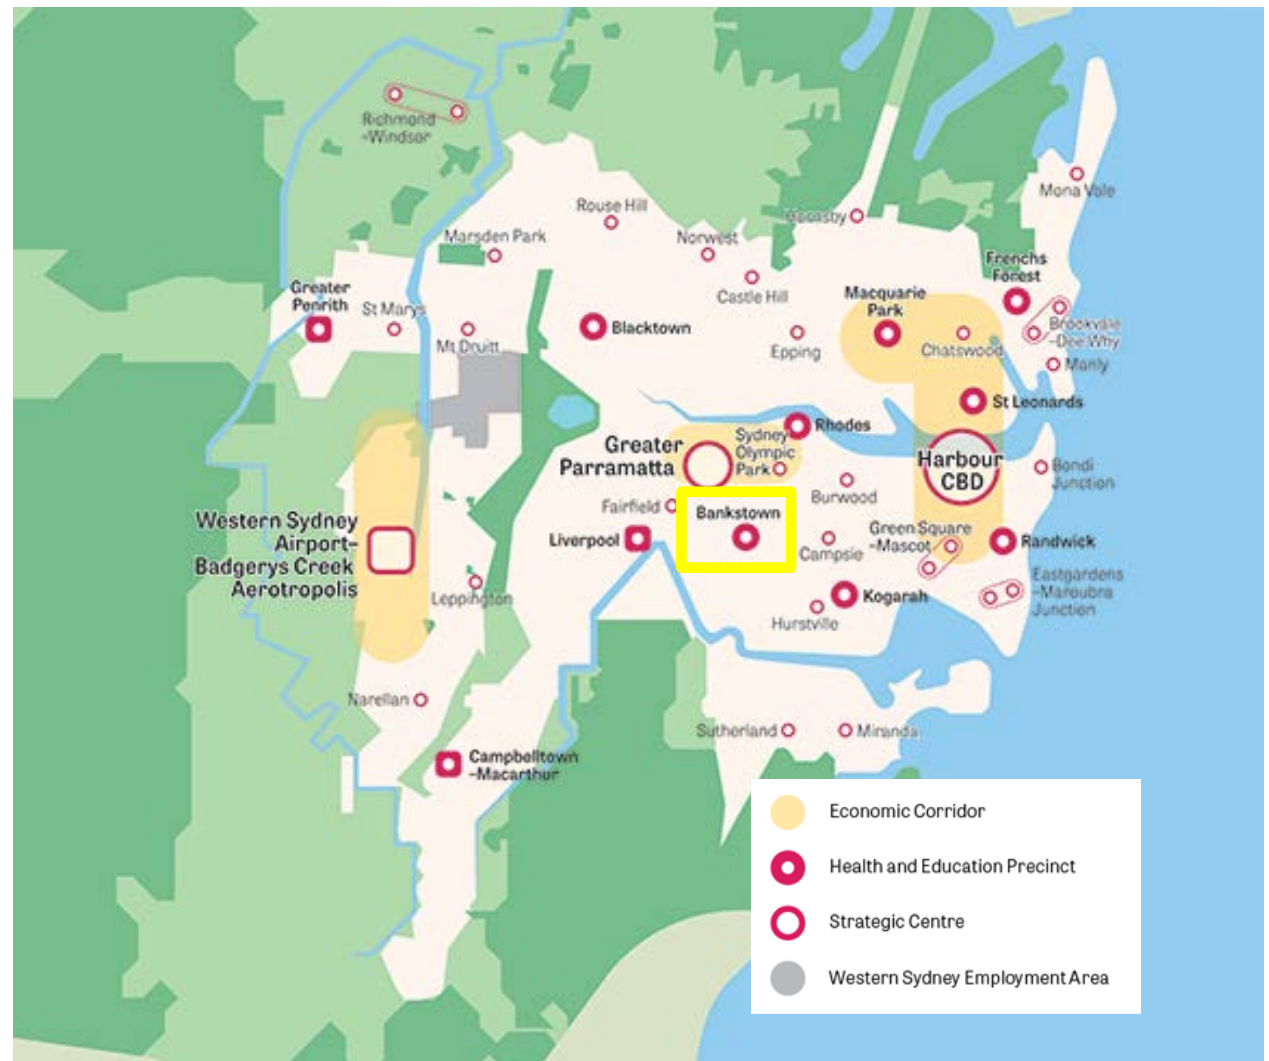 Richmond
–Windsor
Mona Vale
Rouse Hill
Hornsby
Marsden Park
Norwest
Frenchs
Forest
Castle Hill
Macquarie
Park
Greater
Penrith
St Marys
Blacktown
Mt Druitt
Epping
Chatswood
Brookvale
–Dee Why
Manly
St Leonards
Rhodes
Greater
Parramatta
Sydney
Olympic
Park
Harbour
CBD
Bondi
Junction
Burwood
Fairfield
Bankstown
Western Sydney
Airport–
Badgerys Creek
Aerotropolis
Liverpool
Campsie
Green Square
–Mascot
Randwick
Leppington
Kogarah
Eastgardens
–Maroubra
Junction
Hurstville
Narellan
Sutherland
Miranda
Campbelltown
–Macarthur
Economic Corridor
Health and Education Precinct
Strategic Centre
Western Sydney Employment Area